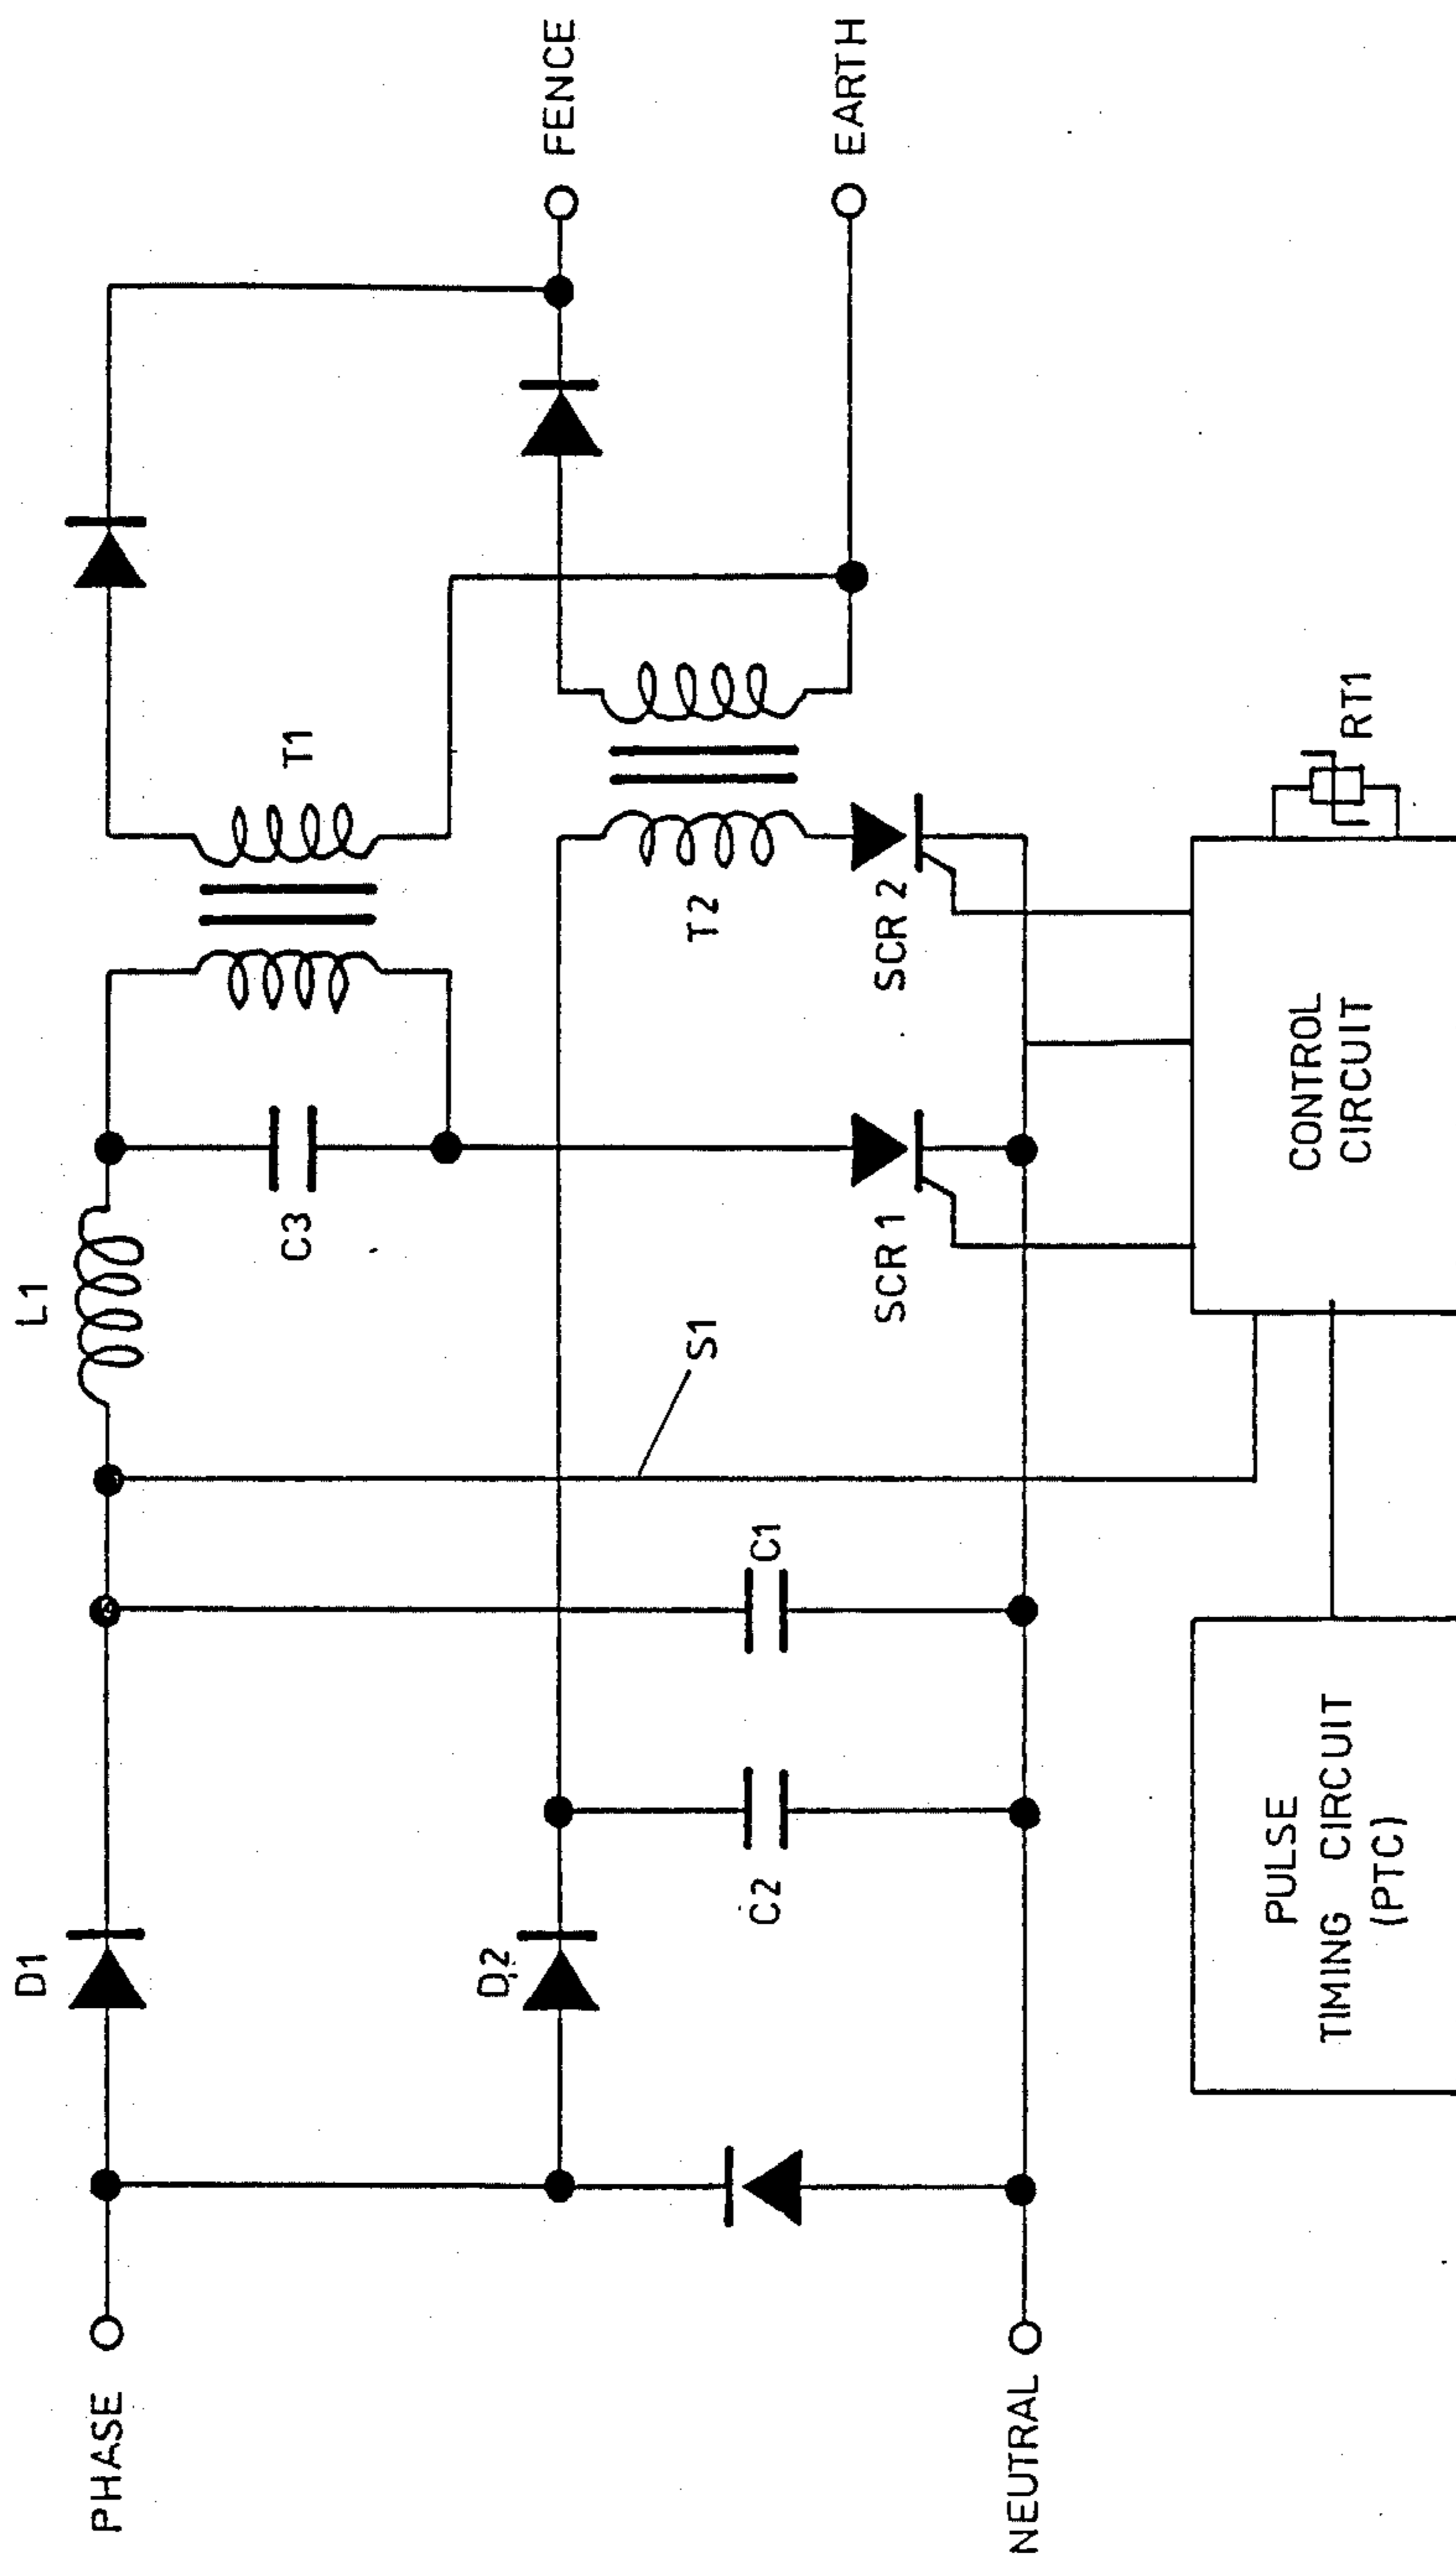 PHASE
NEUTRAL
D1
D2
C2
C1
S1
L1
C3
SCR 1
SCR 2
T1
T2
FENCE
EARTH
PULSE
TIMING CIRCUIT
(PTC)
CONTROL
CIRCUIT
RT1